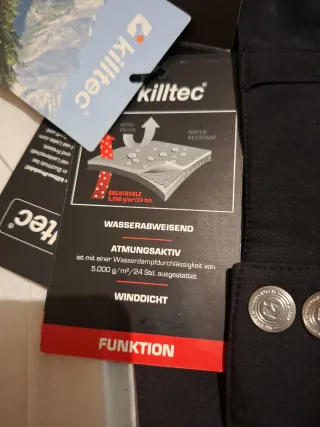 killtec®
killtec®
WIND-
PROOF
WATER-
RESISTANT
BREATHABLE
5.000 g/m²/24 hrs
WASSERABWEISEND
ATMUNGSAKTIV
ist mit einer Wasserdampfdurchlässigkeit von
5.000 g/m²/24 Std. ausgestattet
WINDDICHT
FUNKTION
killtec